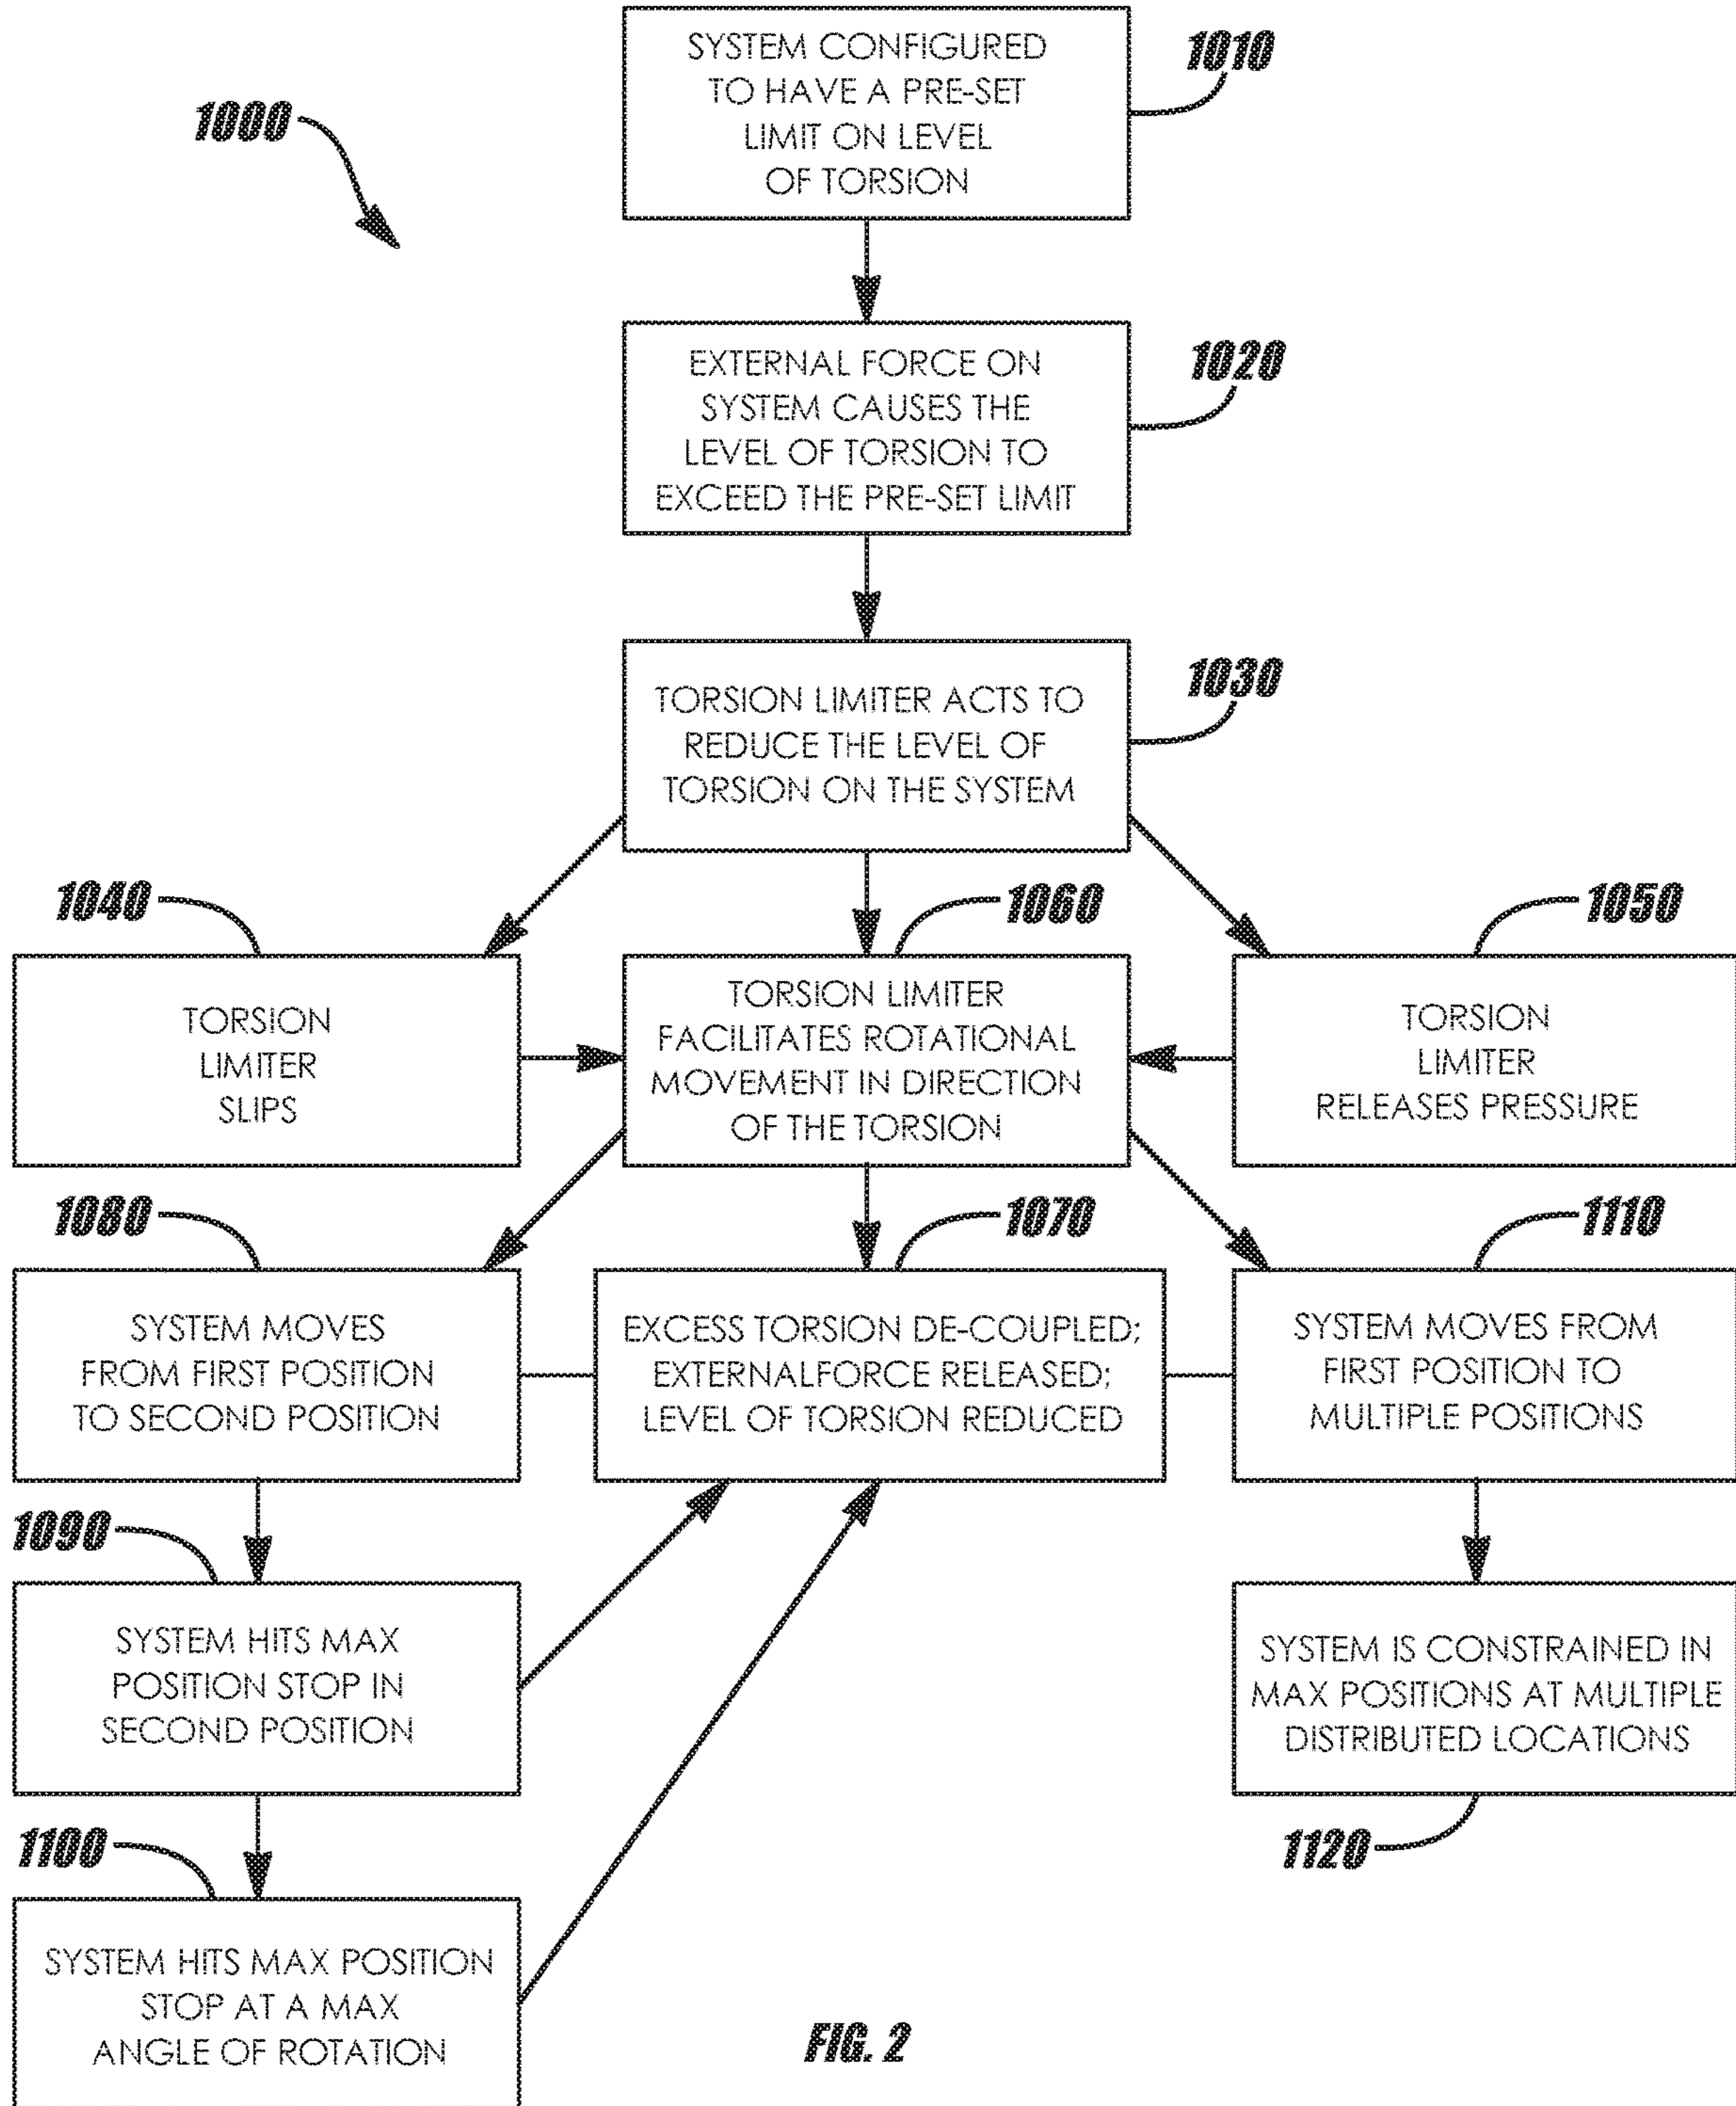 1000
SYSTEM CONFIGURED
TO HAVE A PRE-SET
LIMIT ON LEVEL
OF TORSION
1010
EXTERNAL FORCE ON
SYSTEM CAUSES THE
LEVEL OF TORSION TO
EXCEED THE PRE-SET LIMIT
1020
TORSION LIMITER ACTS TO
REDUCE THE LEVEL OF
TORSION ON THE SYSTEM
1030
1040
TORSION
LIMITER
SLIPS
1060
TORSION LIMITER
FACILITATES ROTATIONAL
MOVEMENT IN DIRECTION
OF THE TORSION
1050
TORSION
LIMITER
RELEASES PRESSURE
1080
SYSTEM MOVES
FROM FIRST POSITION
TO SECOND POSITION
1070
EXCESS TORSION DE-COUPLED;
EXTERNALFORCE RELEASED;
LEVEL OF TORSION REDUCED
1110
SYSTEM MOVES FROM
FIRST POSITION TO
MULTIPLE POSITIONS
1090
SYSTEM HITS MAX
POSITION STOP IN
SECOND POSITION
SYSTEM IS CONSTRAINED IN
MAX POSITIONS AT MULTIPLE
DISTRIBUTED LOCATIONS
1120
1100
SYSTEM HITS MAX POSITION
STOP AT A MAX
ANGLE OF ROTATION
FIG. 2